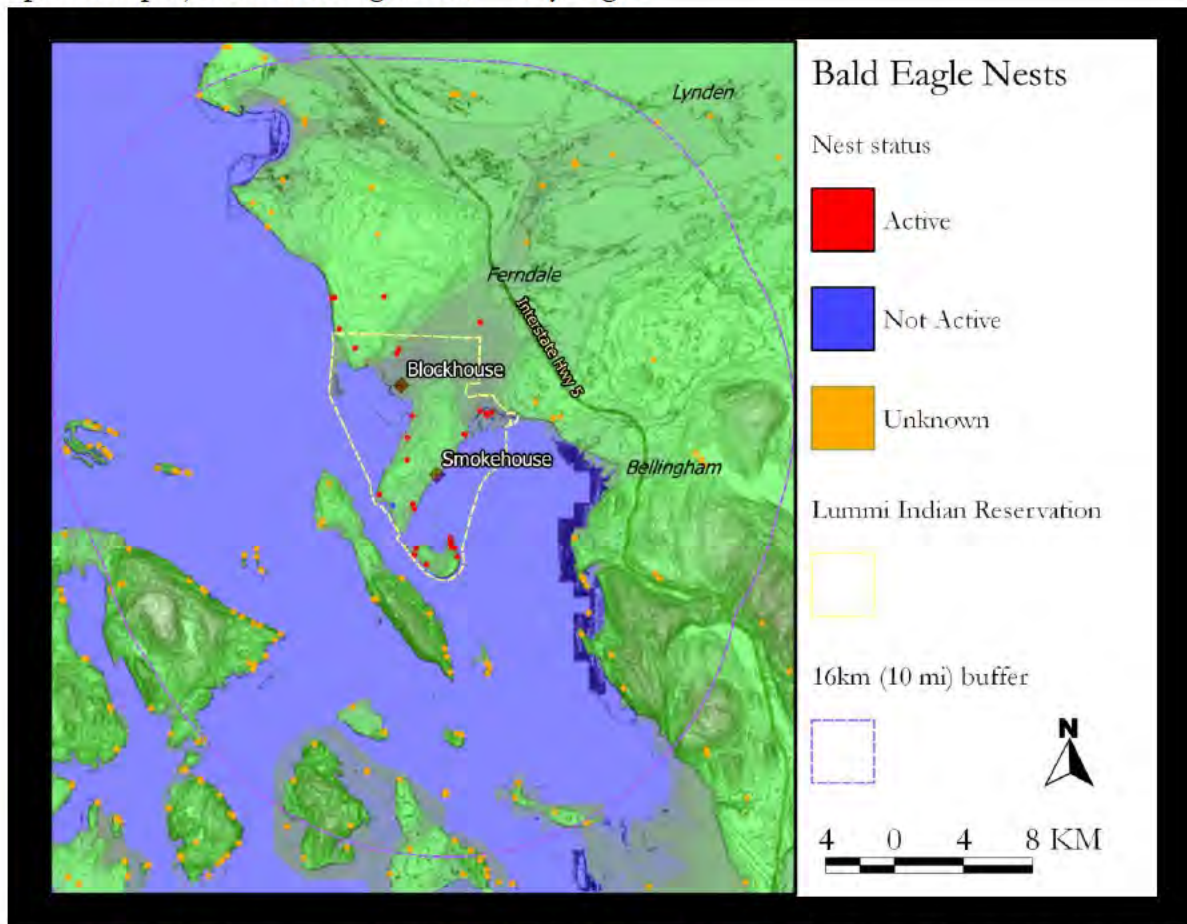 Bald Eagle Nests
Lynden
Nest status
Active
Ferndale
Interstate Hwy 5
Not Active
Blockhouse
Unknown
Smokehouse
Bellingham
Lummi Indian Reservation
16km (10 mi) buffer
N
4 0 4 8 KM